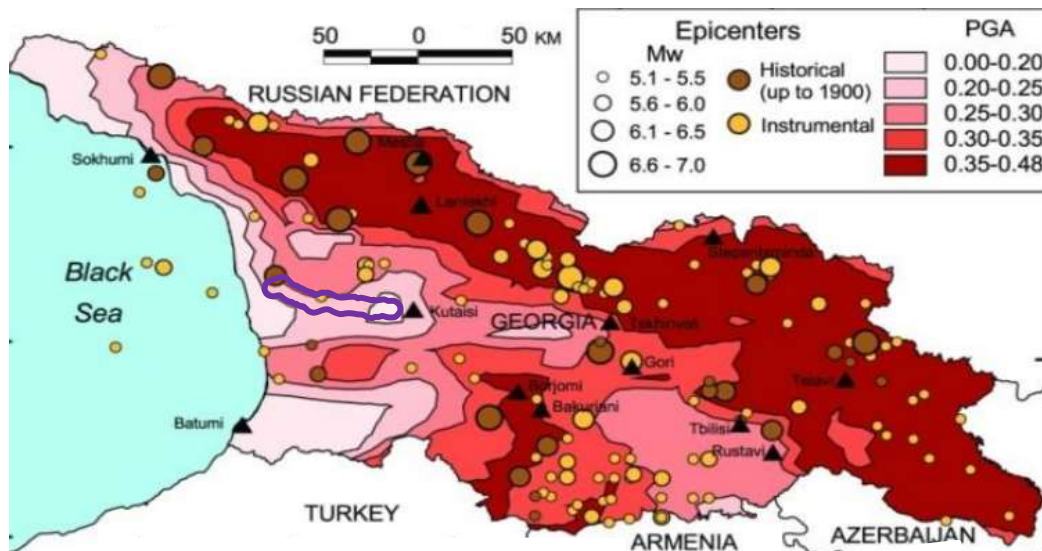 50
0
50 KM
RUSSIAN FEDERATION
Epicenters
Mw
5.1 - 5.5
5.6 - 6.0
6.1 - 6.5
6.6 - 7.0
Historical
(up to 1900)
Instrumental
PGA
0.00-0.20
0.20-0.25
0.25-0.30
0.30-0.35
0.35-0.48
Sokhumi
Mestia
Lentekhi
Stepantsminda
Black
Sea
Kutaisi
GEORGIA
Tskhinvali
Gori
Borjomi
Bakuriani
Telavi
Batumi
Tbilisi
Rustavi
TURKEY
ARMENIA
AZERBAIJAN